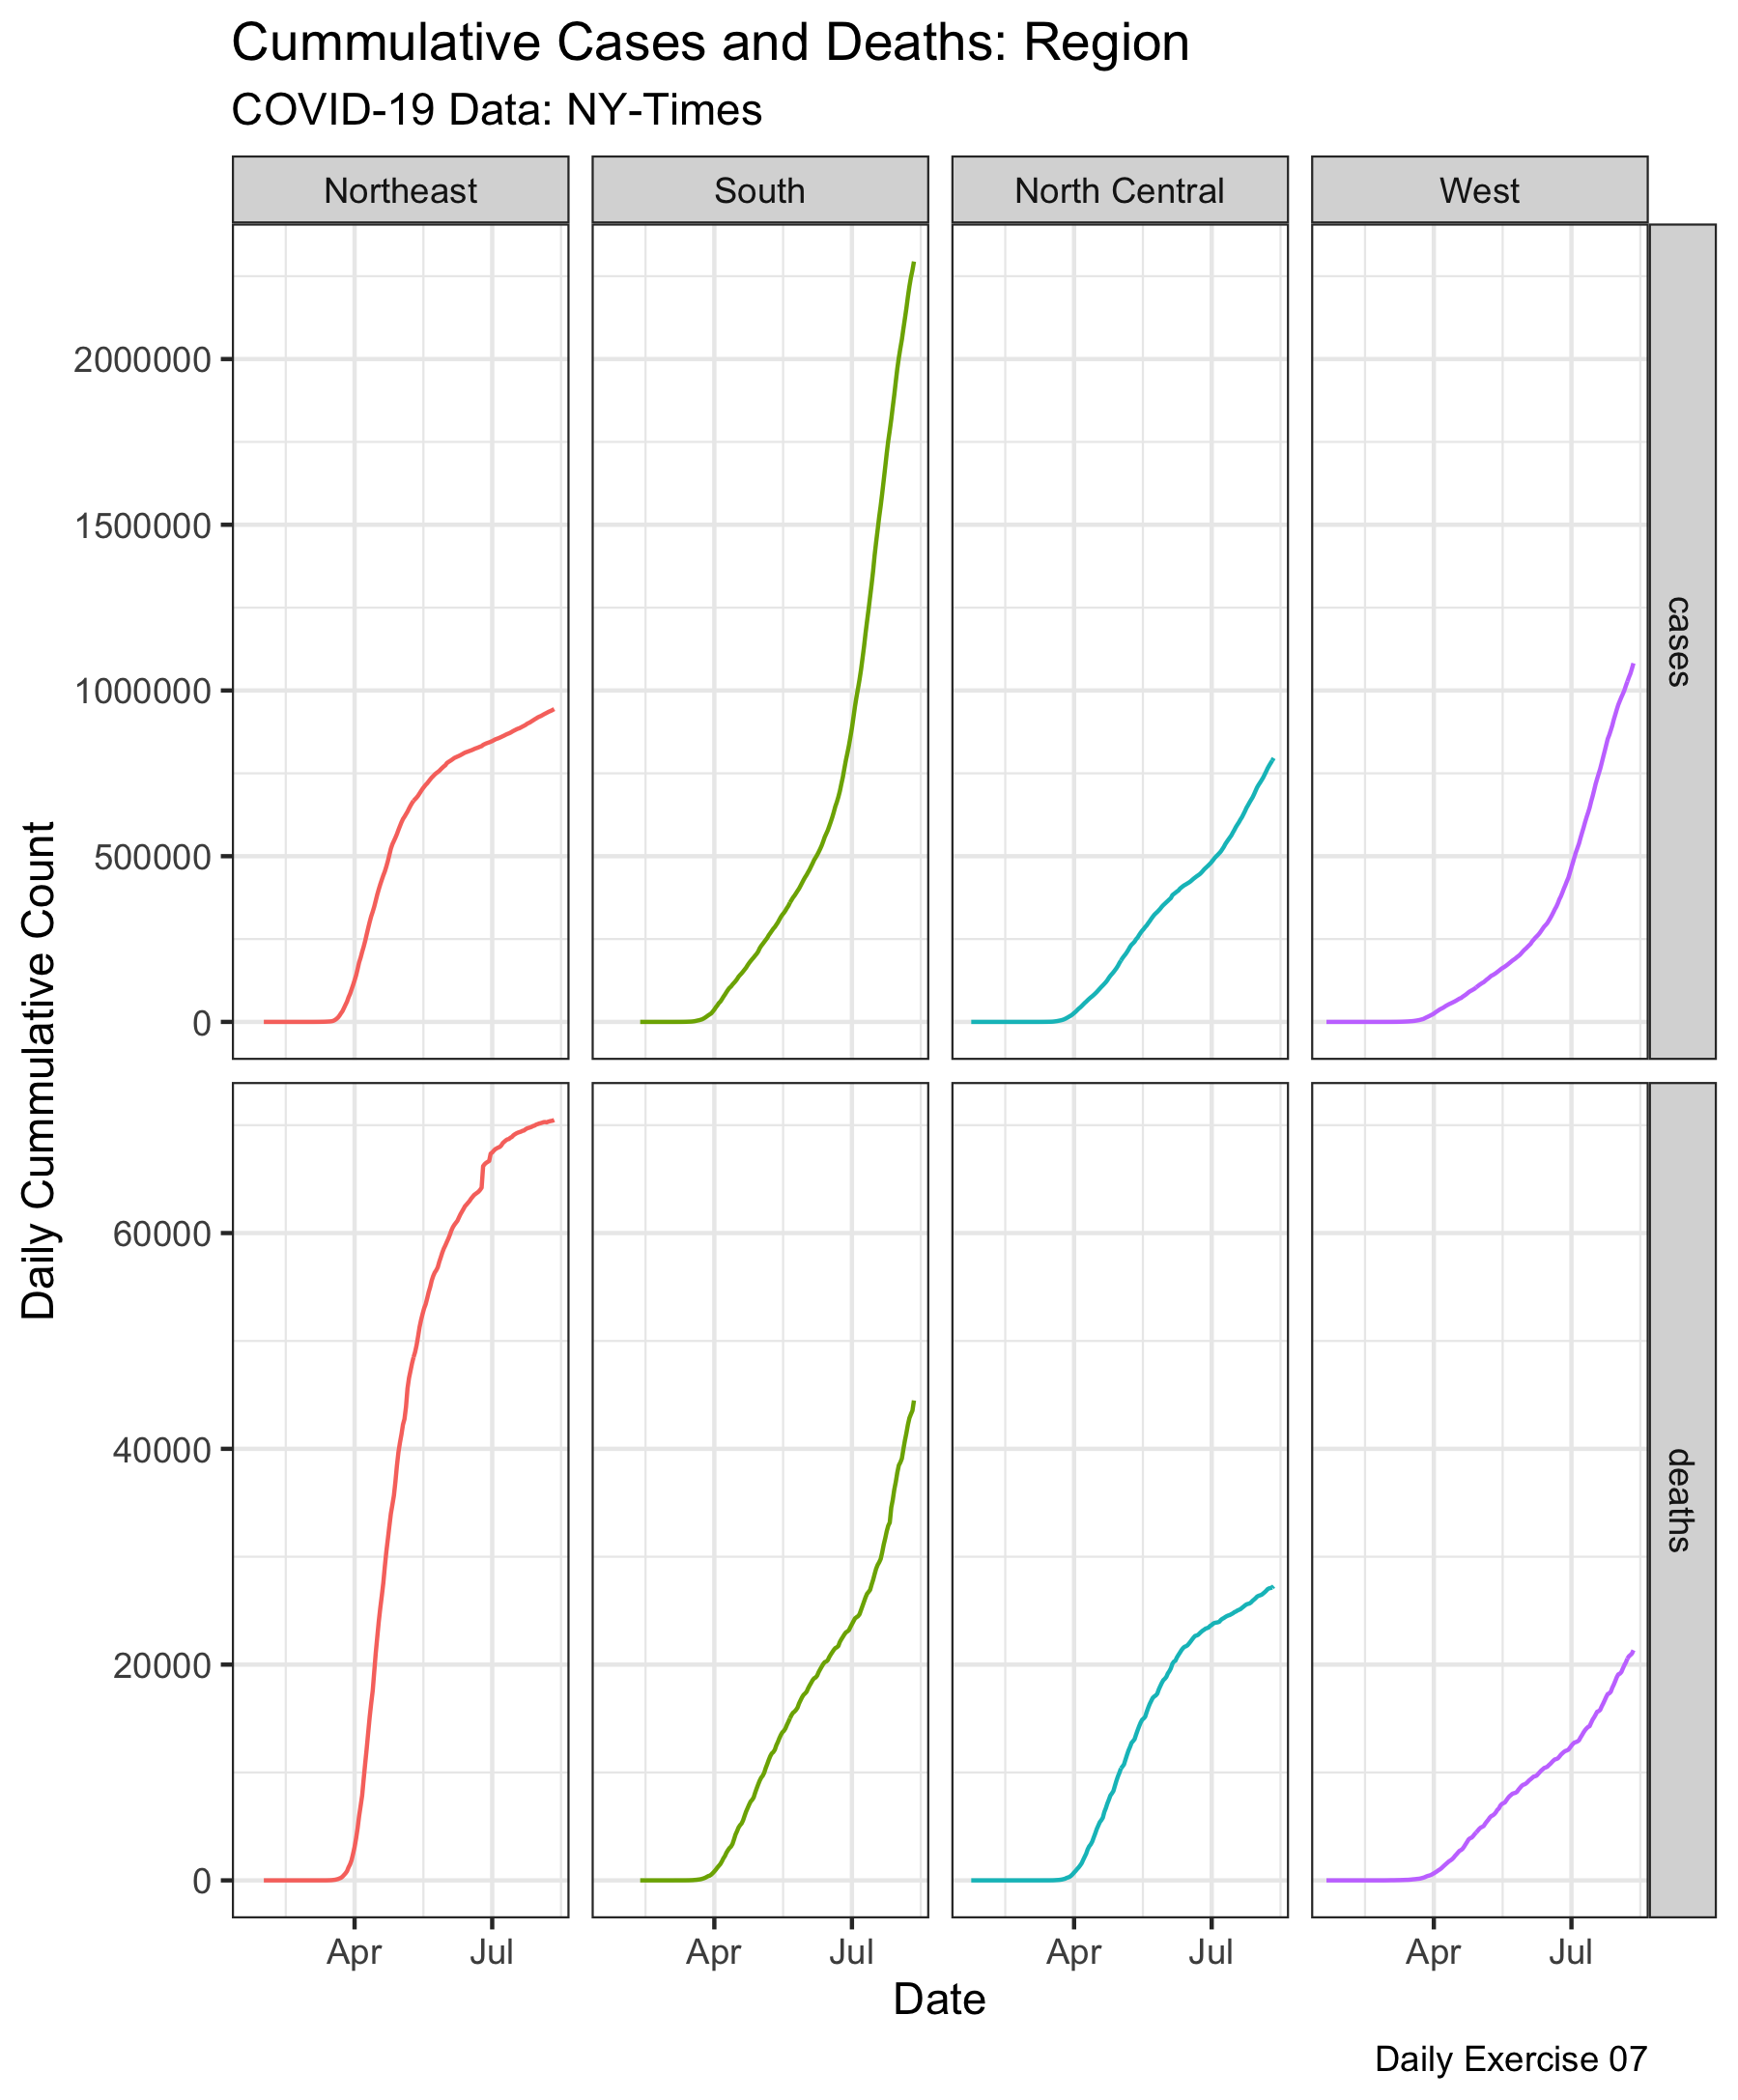 Cummulative Cases and Deaths: Region
COVID-19 Data: NY-Times
Northeast
South
North Central
West
Daily Cummulative Count
2000000
1500000
1000000
500000
0
cases
60000
40000
20000
0
deaths
Apr
Jul
Apr
Jul
Apr
Jul
Apr
Jul
Date
Daily Exercise 07